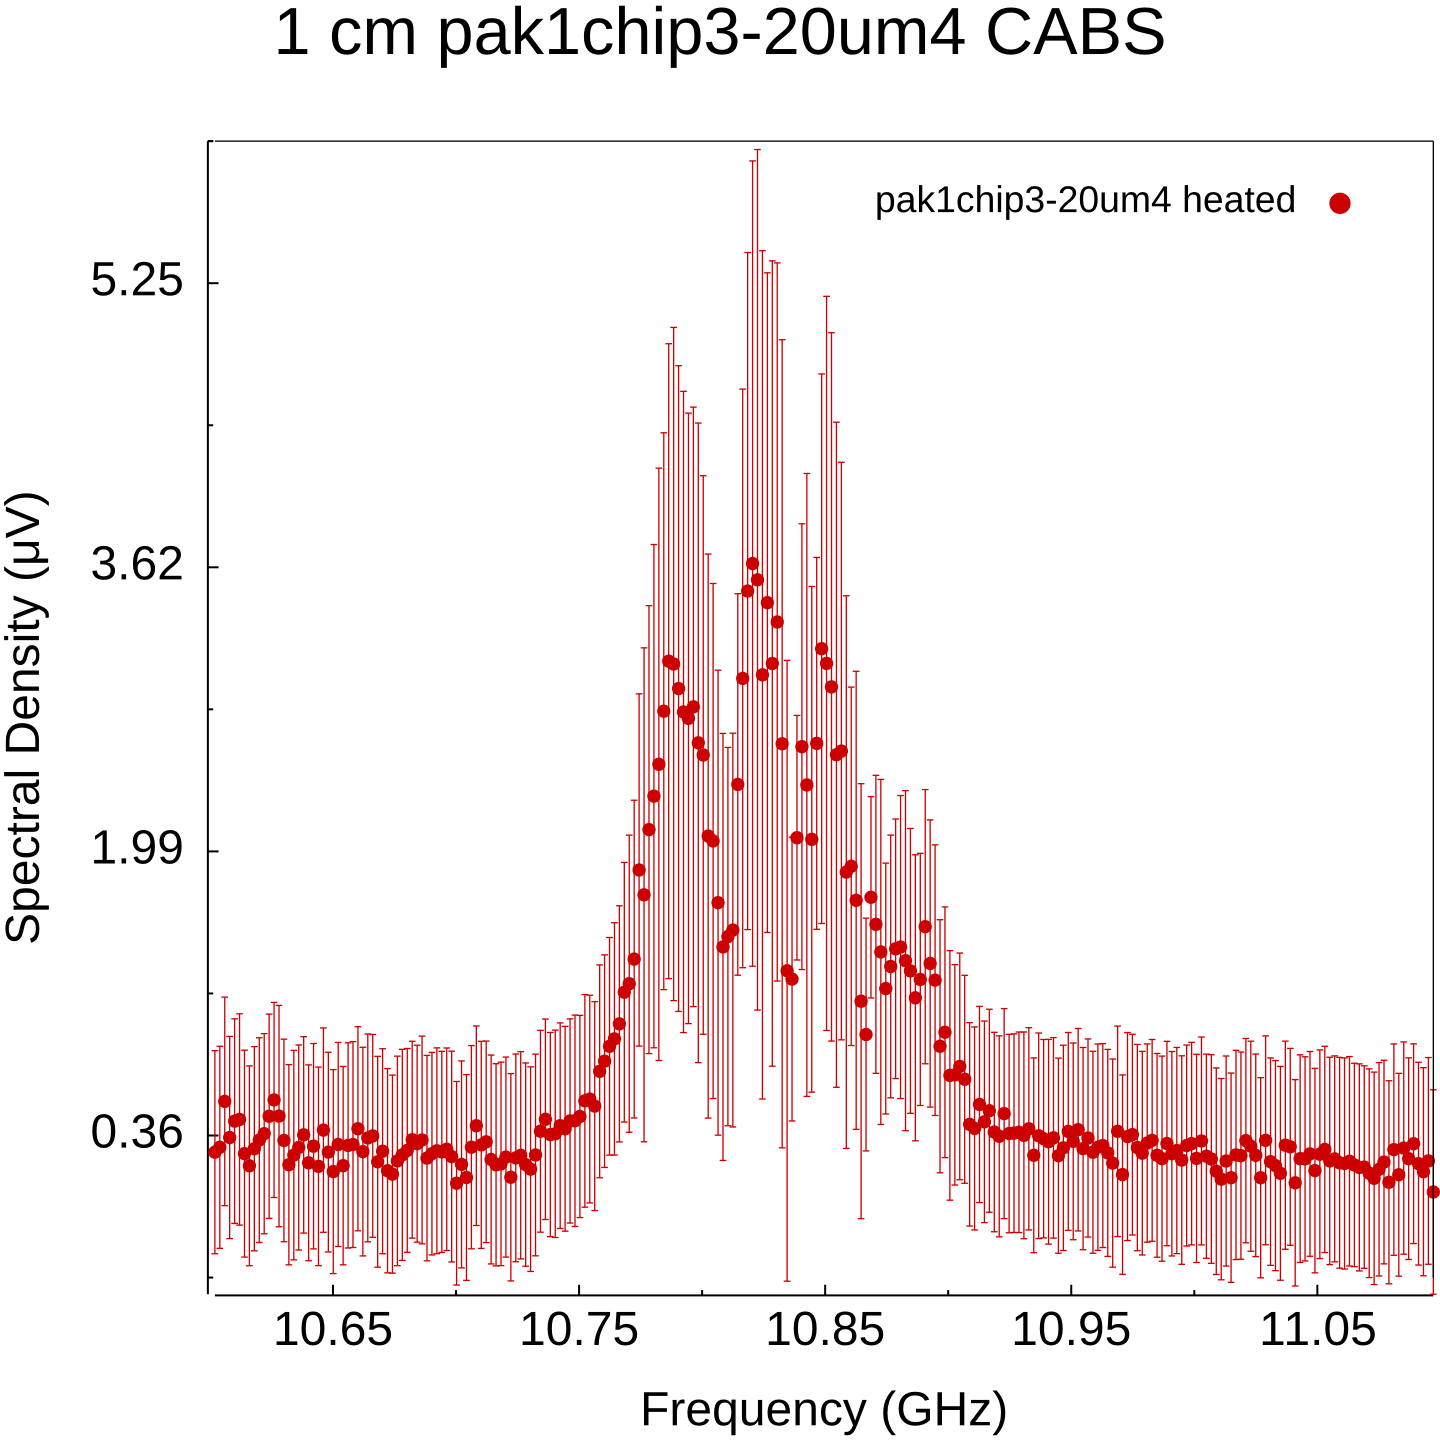 1 cm pak1chip3-20um4 CABS
pak1chip3-20um4 heated
5.25
3.62
1.99
0.36
Spectral Density (µV)
10.65
10.75
10.85
10.95
11.05
Frequency (GHz)